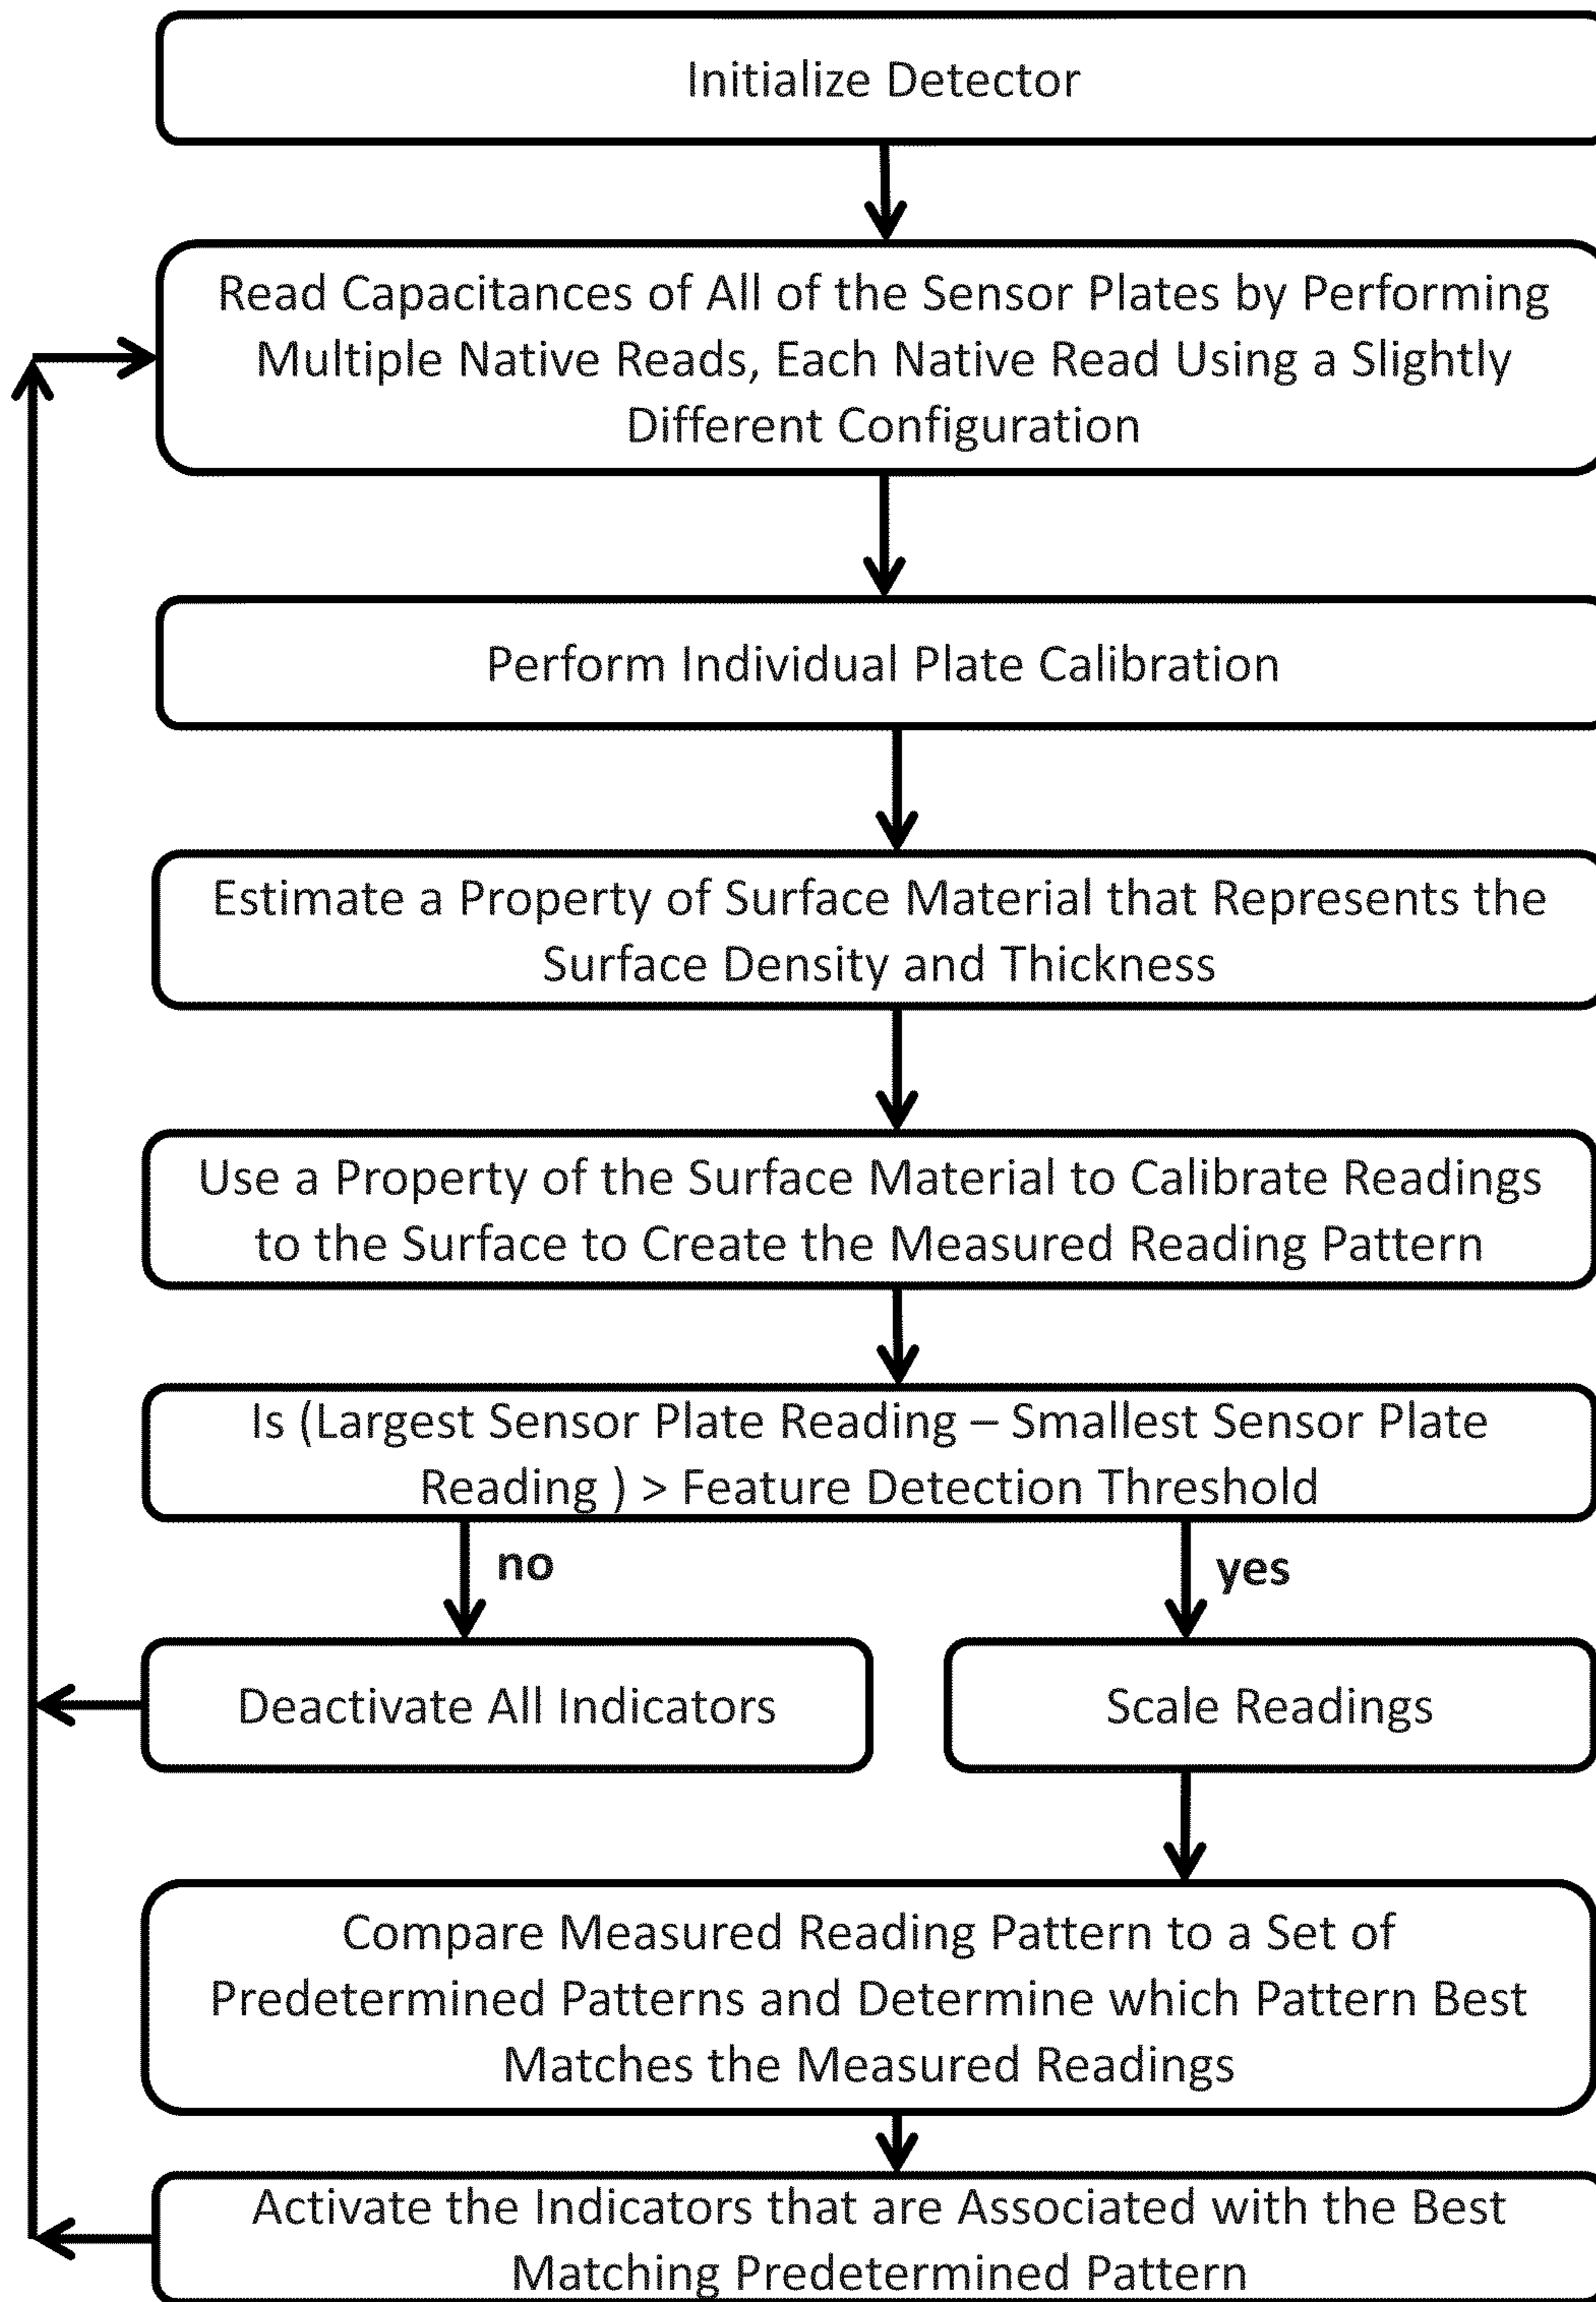 Initialize Detector
Read Capacitances of All of the Sensor Plates by Performing
Multiple Native Reads, Each Native Read Using a Slightly
Different Configuration
Perform Individual Plate Calibration
Estimate a Property of Surface Material that Represents the
Surface Density and Thickness
Use a Property of the Surface Material to Calibrate Readings
to the Surface to Create the Measured Reading Pattern
Is (Largest Sensor Plate Reading – Smallest Sensor Plate
Reading ) > Feature Detection Threshold
no
yes
Deactivate All Indicators
Scale Readings
Compare Measured Reading Pattern to a Set of
Predetermined Patterns and Determine which Pattern Best
Matches the Measured Readings
Activate the Indicators that are Associated with the Best
Matching Predetermined Pattern